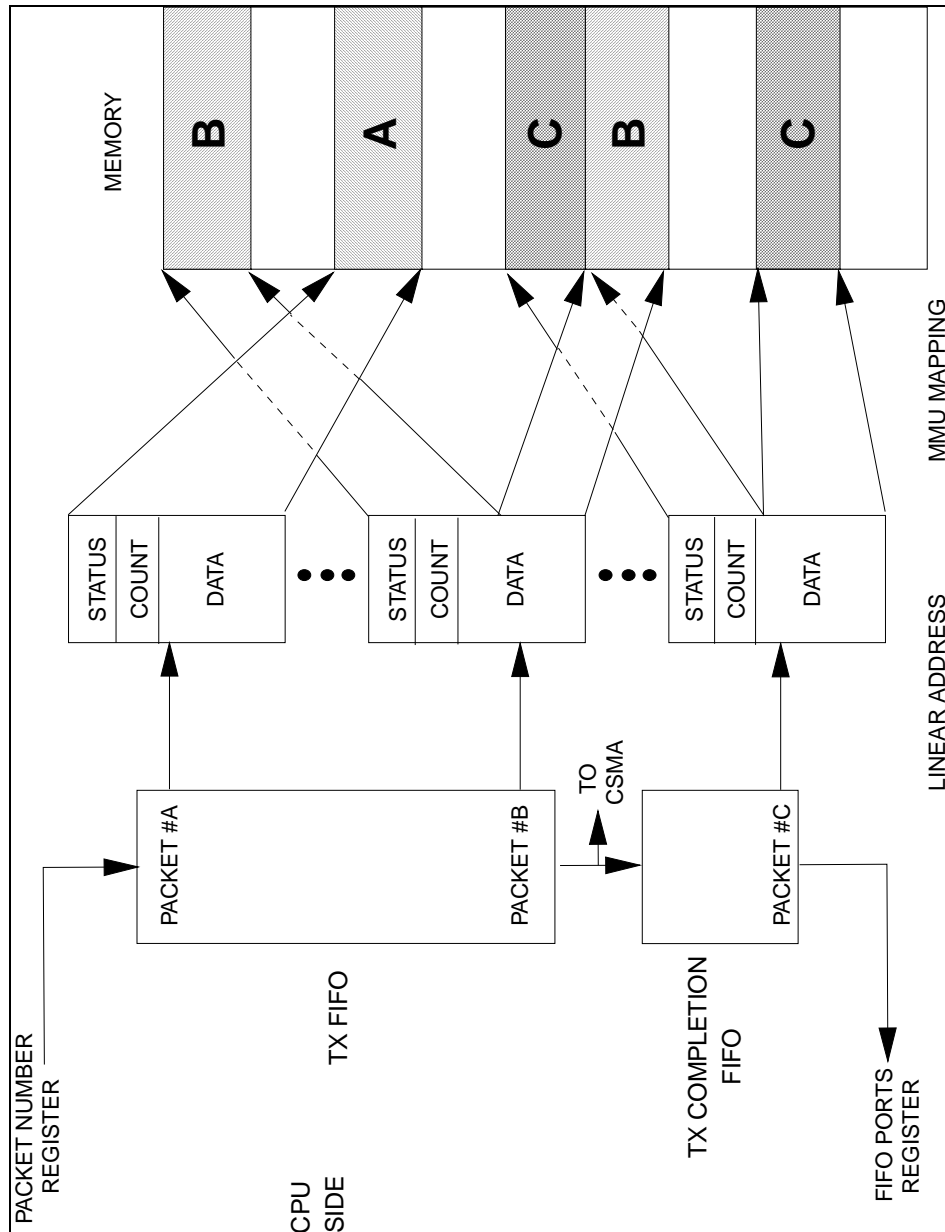 PACKET NUMBER
REGISTER
CPU
SIDE
TX FIFO
PACKET #A
PACKET #B
TO
CSMA
TX COMPLETION
FIFO
PACKET #C
FIFO PORTS
REGISTER
STATUS
COUNT
DATA
STATUS
COUNT
DATA
STATUS
COUNT
DATA
LINEAR ADDRESS
MMU MAPPING
MEMORY
B
A
C
B
C